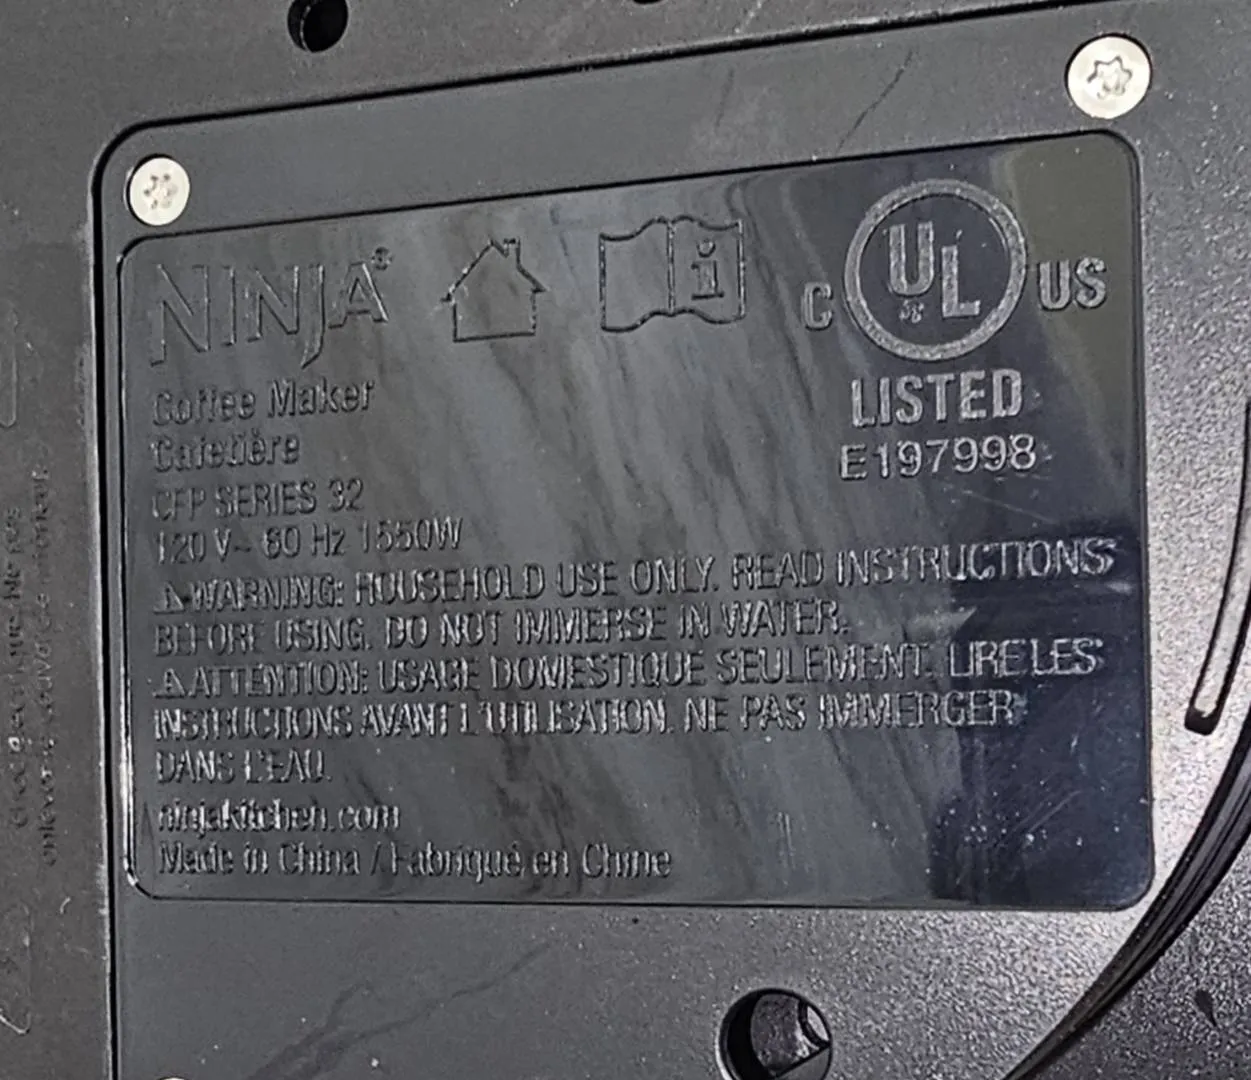 NINJA®
C UL US
LISTED
E197998
Coffee Maker
Cafetière
CFP SERIES 32
120 V~ 60 Hz 1550W
⚠WARNING: HOUSEHOLD USE ONLY. READ INSTRUCTIONS
BEFORE USING. DO NOT IMMERSE IN WATER.
⚠ATTENTION: USAGE DOMESTIQUE SEULEMENT. LIRE LES
INSTRUCTIONS AVANT L'UTILISATION. NE PAS IMMERGER
DANS L'EAU.
ninjakitchen.com
Made in China / Fabriqué en Chine